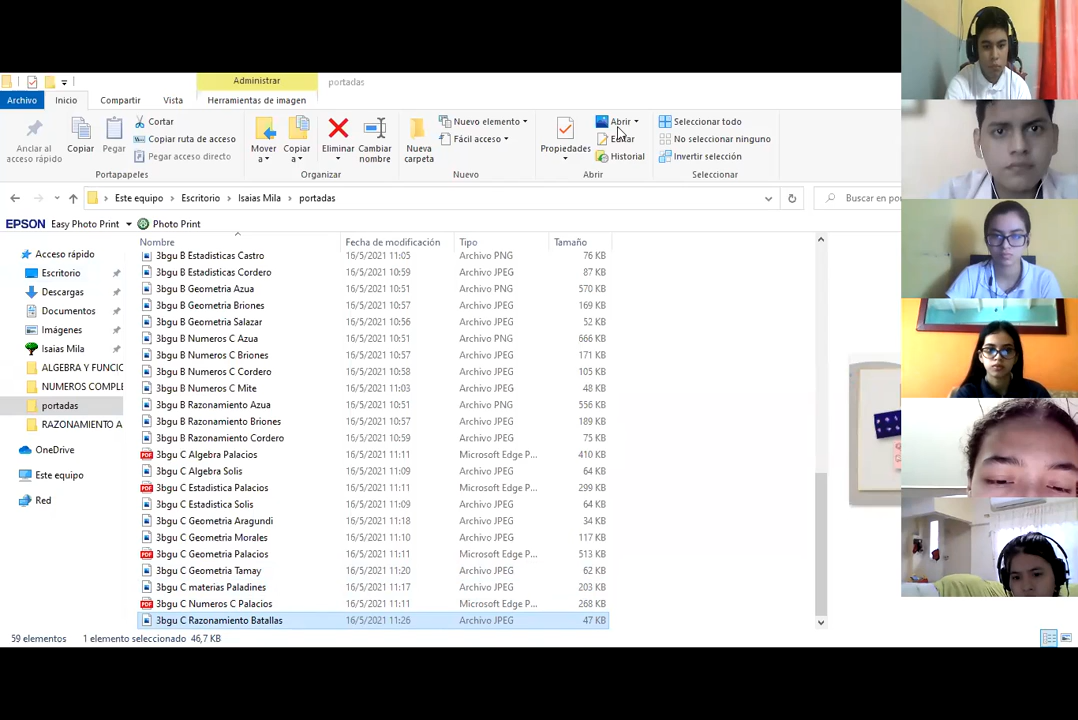 Administrar
portadas
Archivo
Inicio
Compartir
Vista
Herramientas de imagen
Anclar al
acceso rápido
Copiar
Pegar
Cortar
Copiar ruta de acceso
Pegar acceso directo
Portapapeles
Mover
a
Copiar
a
Eliminar
Cambiar
nombre
Organizar
Nueva
carpeta
Nuevo elemento
Fácil acceso
Nuevo
Propiedades
Abrir
Editar
Historial
Abrir
Seleccionar todo
No seleccionar ninguno
Invertir selección
Seleccionar
Este equipo
Escritorio
Isaias Mila
portadas
Buscar en po
EPSON Easy Photo Print
Photo Print
Acceso rápido
Escritorio
Descargas
Documentos
Imágenes
Isaias Mila
ALGEBRA Y FUNCIO
NUMEROS COMPLE
portadas
RAZONAMIENTO A
OneDrive
Este equipo
Red
Nombre Fecha de modificación Tipo Tamaño
3bgu B Estadisticas Castro 16/5/2021 11:05 Archivo PNG 76 KB
3bgu B Estadisticas Cordero 16/5/2021 10:59 Archivo JPEG 87 KB
3bgu B Geometria Azua 16/5/2021 10:51 Archivo PNG 570 KB
3bgu B Geometria Briones 16/5/2021 10:57 Archivo JPEG 169 KB
3bgu B Geometria Salazar 16/5/2021 10:56 Archivo JPEG 52 KB
3bgu B Numeros C Azua 16/5/2021 10:51 Archivo PNG 666 KB
3bgu B Numeros C Briones 16/5/2021 10:57 Archivo JPEG 171 KB
3bgu B Numeros C Cordero 16/5/2021 10:58 Archivo JPEG 105 KB
3bgu B Numeros C Mite 16/5/2021 11:03 Archivo PNG 48 KB
3bgu B Razonamiento Azua 16/5/2021 10:51 Archivo PNG 556 KB
3bgu B Razonamiento Briones 16/5/2021 10:57 Archivo JPEG 189 KB
3bgu B Razonamiento Cordero 16/5/2021 10:59 Archivo JPEG 75 KB
3bgu C Algebra Palacios 16/5/2021 11:11 Microsoft Edge P... 410 KB
3bgu C Algebra Solis 16/5/2021 11:09 Archivo JPEG 64 KB
3bgu C Estadistica Palacios 16/5/2021 11:11 Microsoft Edge P... 299 KB
3bgu C Estadistica Solis 16/5/2021 11:09 Archivo JPEG 64 KB
3bgu C Geometria Aragundi 16/5/2021 11:18 Archivo JPEG 34 KB
3bgu C Geometria Morales 16/5/2021 11:10 Archivo JPEG 117 KB
3bgu C Geometria Palacios 16/5/2021 11:11 Microsoft Edge P... 513 KB
3bgu C Geometria Tamay 16/5/2021 11:20 Archivo JPEG 62 KB
3bgu C materias Paladines 16/5/2021 11:17 Archivo JPEG 203 KB
3bgu C Numeros C Palacios 16/5/2021 11:11 Microsoft Edge P... 268 KB
3bgu C Razonamiento Batallas 16/5/2021 11:26 Archivo JPEG 47 KB
59 elementos 1 elemento seleccionado 46,7 KB